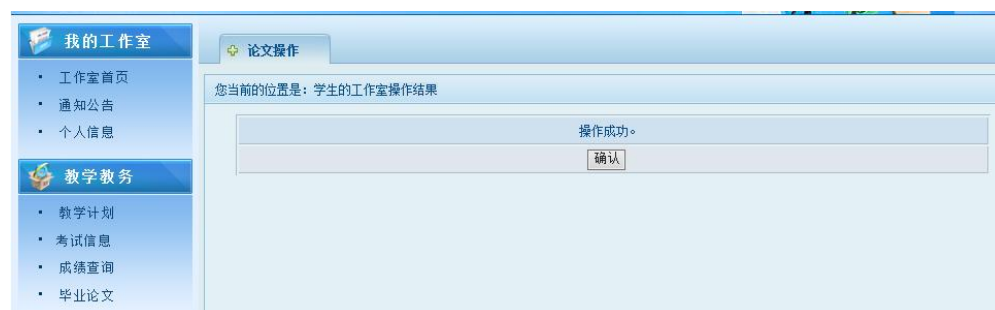 我的工作室
工作室首页
通知公告
个人信息
教学教务
教学计划
考试信息
成绩查询
毕业论文
论文操作
您当前的位置是：学生的工作室操作结果
操作成功。
确认